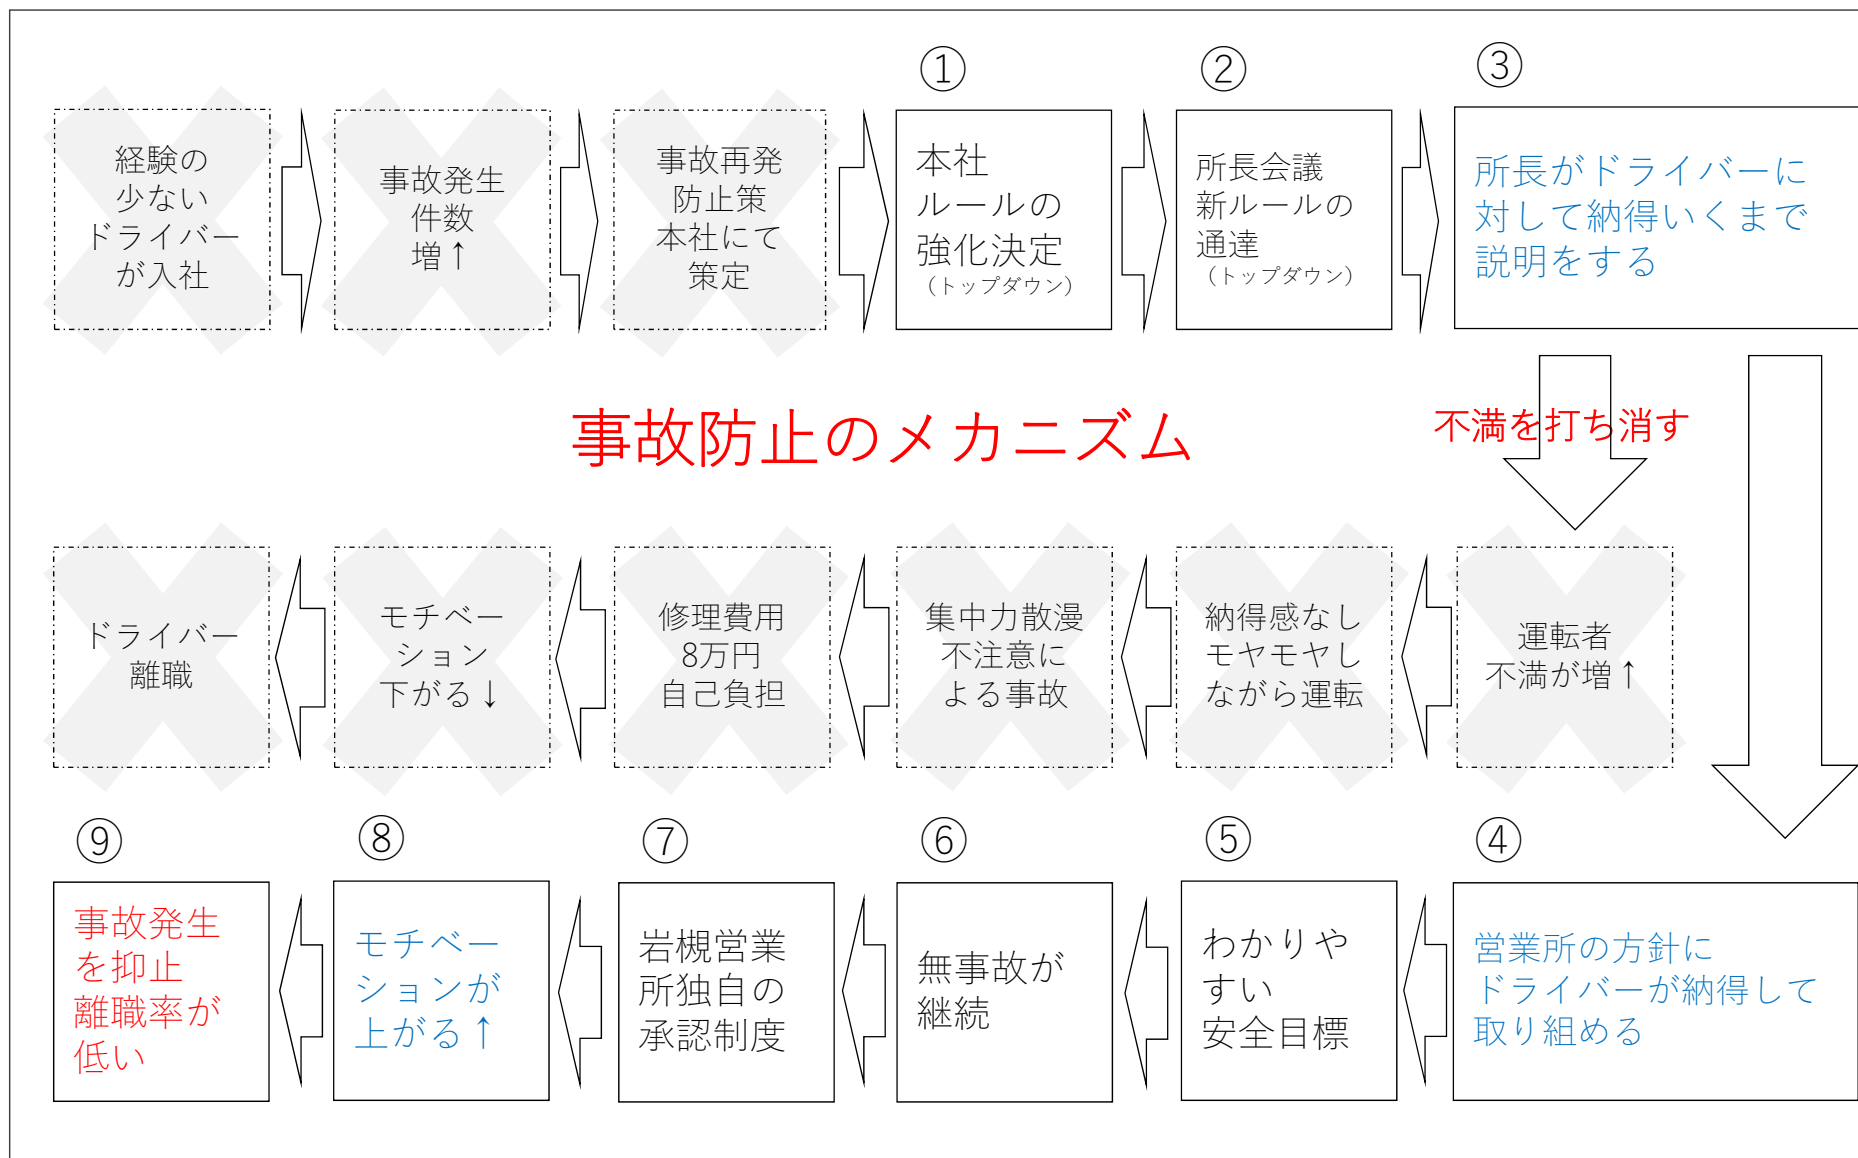 ①
②
③
経験の
少ない
ドライバー
が入社
事故発生
件数
増↑
事故再発
防止策
本社にて
策定
本社
ルールの
強化決定
（トップダウン）
所長会議
新ルールの
通達
（トップダウン）
所長がドライバーに
対して納得いくまで
説明をする
事故防止のメカニズム
不満を打ち消す
ドライバー
離職
モチベー
ション
下がる↓
修理費用
8万円
自己負担
集中力散漫
不注意に
よる事故
納得感なし
モヤモヤし
ながら運転
運転者
不満が増↑
⑨
⑧
⑦
⑥
⑤
④
事故発生
を抑止
離職率が
低い
モチベー
ションが
上がる↑
岩槻営業
所独自の
承認制度
無事故が
継続
わかりや
すい
安全目標
営業所の方針に
ドライバーが納得して
取り組める